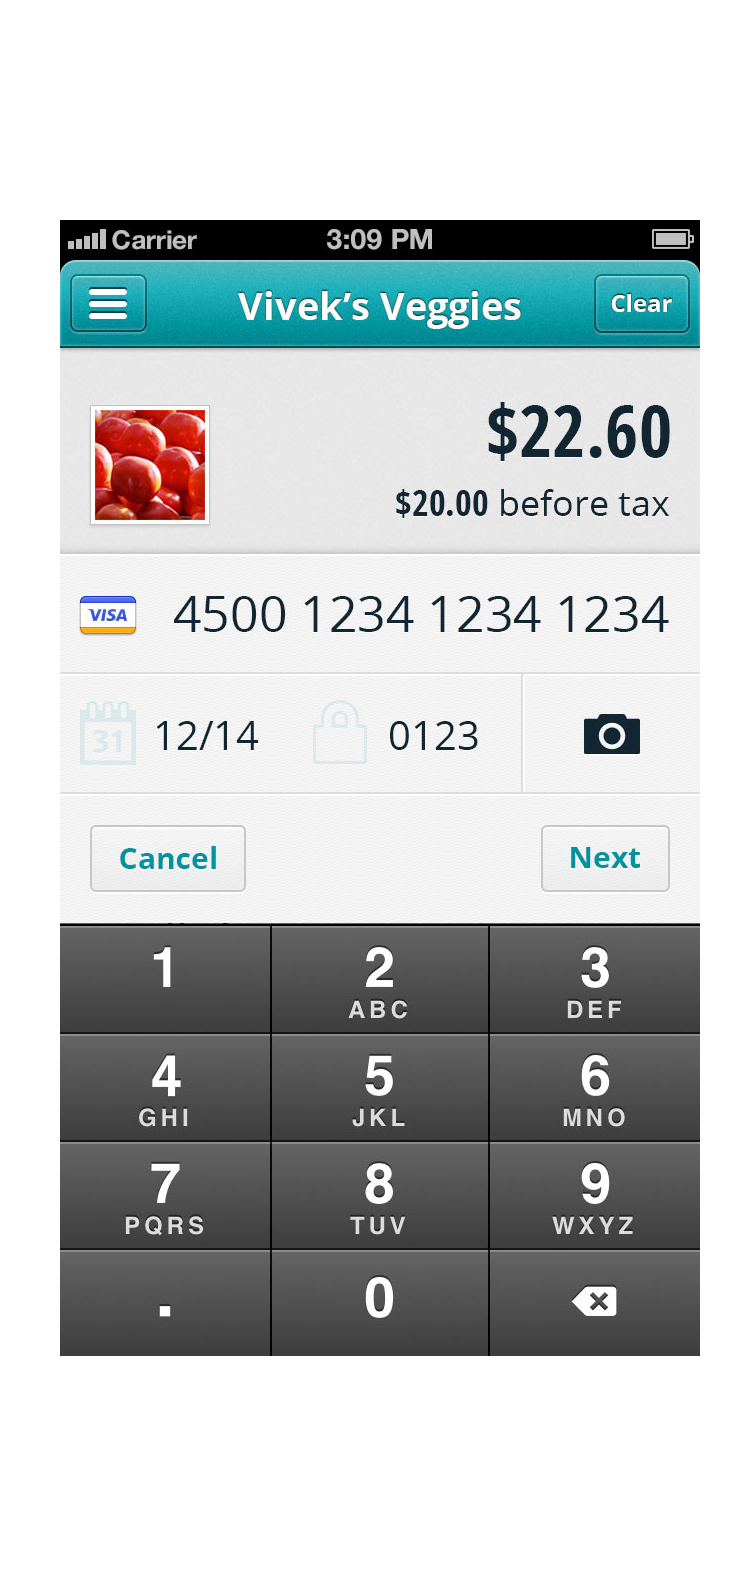 Carrier 3:09 PM
Vivek’s Veggies Clear
$22.60
$20.00 before tax
VISA 4500 1234 1234 1234
31 12/14 0123
Cancel Next
1 2 3
ABC DEF
4 5 6
GHI JKL MNO
7 8 9
PQRS TUV WXYZ
. 0